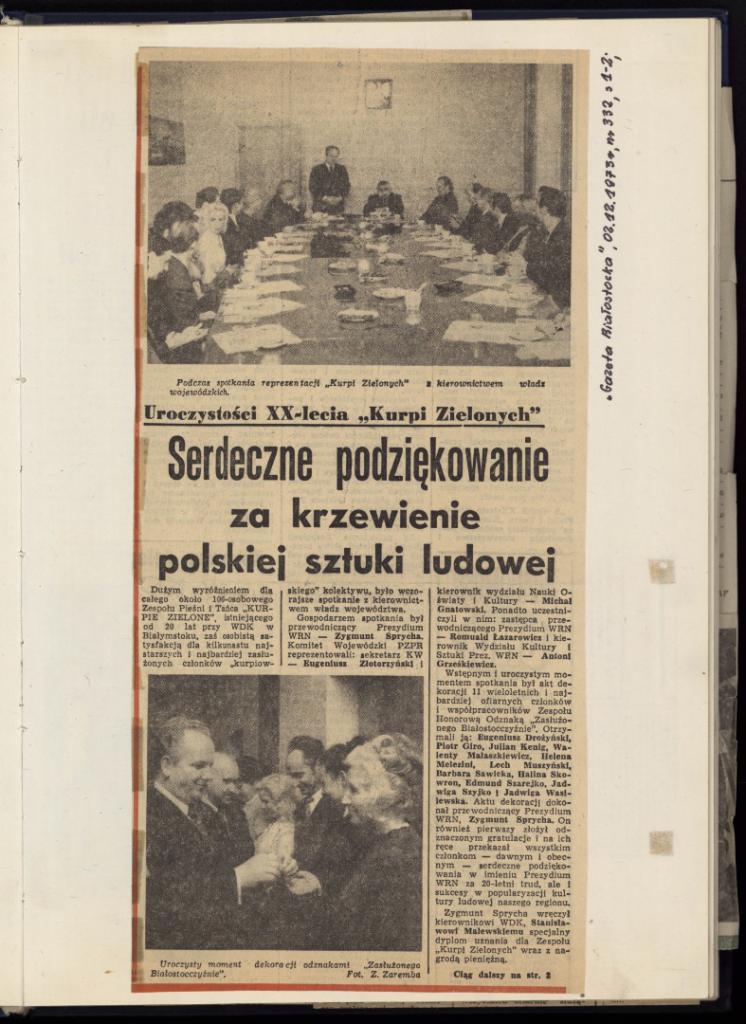 Podczas spotkania reprezentacji „Kurpi Zielonych” z kierownictwem władz
wojewódzkich.
Uroczystości XX-lecia „Kurpi Zielonych”
Serdeczne podziękowanie
za krzewienie
polskiej sztuki ludowej
Dużym wyróżnieniem dla
całego około 100-osobowego
Zespołu Pieśni i Tańca „KUR-
PIE ZIELONE”, istniejącego
od 20 lat przy WDK w
Białymstoku, zaś osobistą sa-
tysfakcją dla kilkunastu naj-
starszych i najbardziej zasłu-
żonych członków „kurpiow-
skiego” kolektywu, było wczo-
rajsze spotkanie z kierownict-
wem władz województwa.
Gospodarzem spotkania był
przewodniczący Prezydium
WRN — Zygmunt Sprycha.
Komitet Wojewódzki PZPR
reprezentowali: sekretarz KW
— Eugeniusz Złotorzyński i
kierownik wydziału Nauki O-
światy i Kultury — Michał
Gnatowski. Ponadto uczestni-
czyli w nim: zastępca prze-
wodniczącego Prezydium WRN
— Romuald Łazarowicz i kie-
rownik Wydziału Kultury i
Sztuki Prez. WRN — Antoni
Grześkiewicz.
Wstępnym i uroczystym mo-
mentem spotkania był akt de-
koracji 11 wieloletnich i naj-
bardziej ofiarnych członków
i współpracowników Zespołu
Honorową Odznaką „Zasłużo-
nego Białostocczyźnie”. Otrzy-
mali ją: Eugeniusz Drożyński,
Piotr Giro, Julian Kenig, Wa-
lenty Małaszkiewicz, Helena
Melezini, Lech Muszyński,
Barbara Sawicka, Halina Sko-
wron, Edmund Szarejko, Jad-
wiga Szyjko i Jadwiga Wasi-
lewska. Aktu dekoracji doko-
nał przewodniczący Prezydium
WRN, Zygmunt Sprycha. On
również pierwszy złożył od-
znaczonym gratulacje i na ich
ręce przekazał wszystkim
członkom — dawnym i obec-
nym — serdeczne podzięko-
wania w imieniu Prezydium
WRN za 20-letni trud, ale i
sukcesy w popularyzacji kul-
tury ludowej naszego regionu.
Zygmunt Sprycha wręczył
kierownikowi WDK, Stanisła-
wowi Malewskiemu specjalny
dyplom uznania dla Zespołu
„Kurpi Zielonych” wraz z na-
grodą pieniężną.
Ciąg dalszy na str. 2
Uroczysty moment dekoracji odznakami „Zasłużonego
Białostocczyźnie”. Fot. Z. Zaremba
„Gazeta Białostocka”, 02.12.1973r, nr 332, s 1-2;